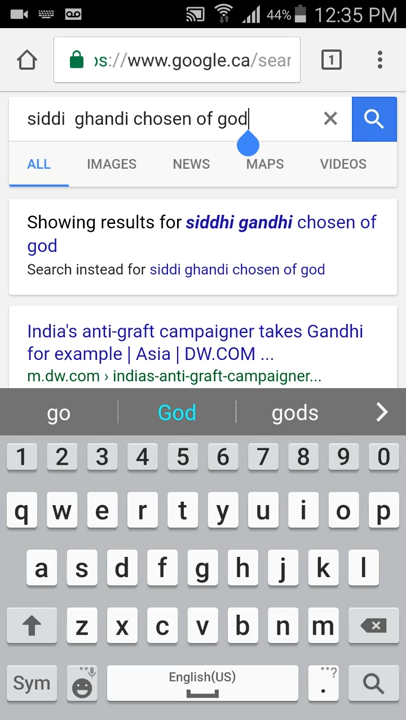 44% 12:35 PM
os://www.google.ca/sear 1
siddi  ghandi chosen of god
ALL IMAGES NEWS MAPS VIDEOS
Showing results for siddhi gandhi chosen of
god
Search instead for siddi ghandi chosen of god
India's anti-graft campaigner takes Gandhi
for example | Asia | DW.COM ...
m.dw.com › indias-anti-graft-campaigner...
go God gods
1 2 3 4 5 6 7 8 9 0
q w e r t y u i o p
a s d f g h j k l
z x c v b n m
Sym English(US) . ,,?